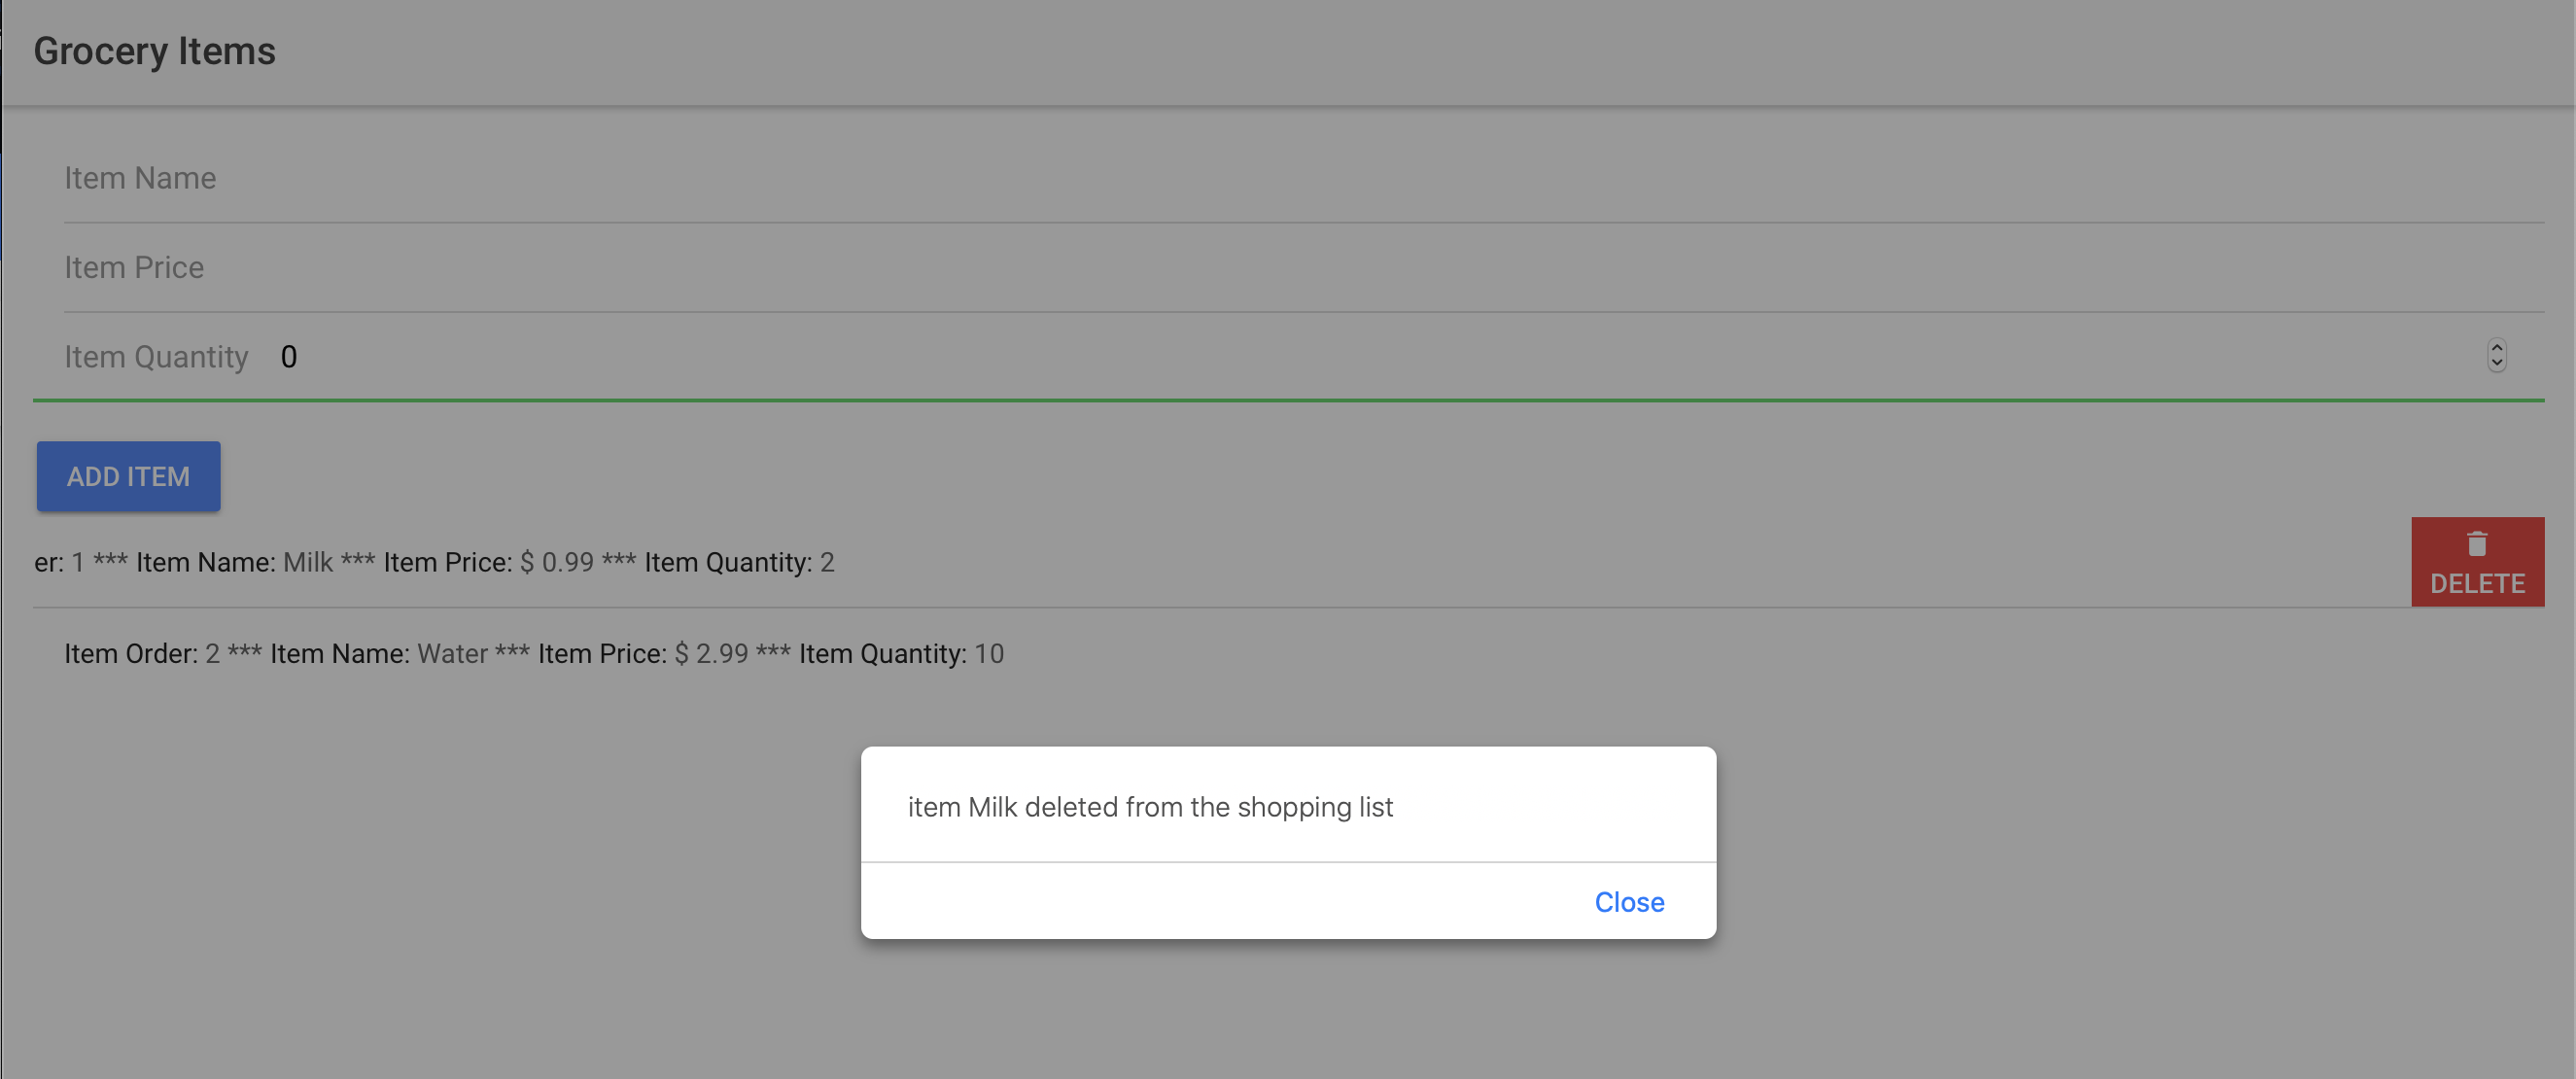 Grocery Items
Item Name
Item Price
Item Quantity 0
ADD ITEM
er: 1 *** Item Name: Milk *** Item Price: $ 0.99 *** Item Quantity: 2
DELETE
Item Order: 2 *** Item Name: Water *** Item Price: $ 2.99 *** Item Quantity: 10
item Milk deleted from the shopping list
Close